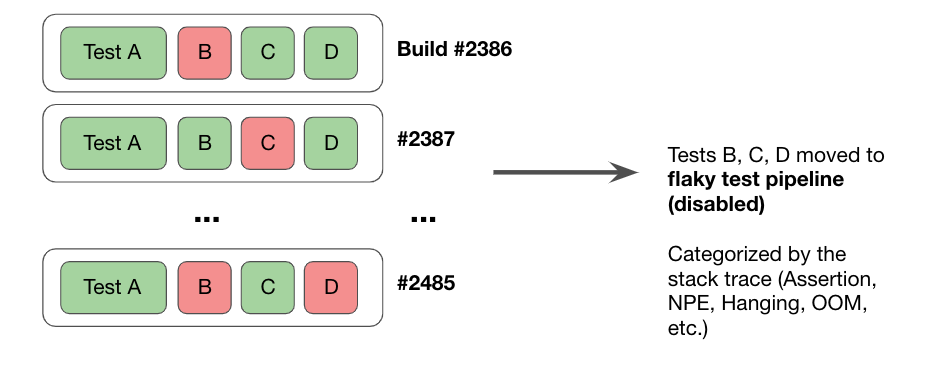 Test A B C D Build #2386
Test A B C D #2387
... ...
Test A B C D #2485
Tests B, C, D moved to
flaky test pipeline
(disabled)
Categorized by the
stack trace (Assertion,
NPE, Hanging, OOM,
etc.)